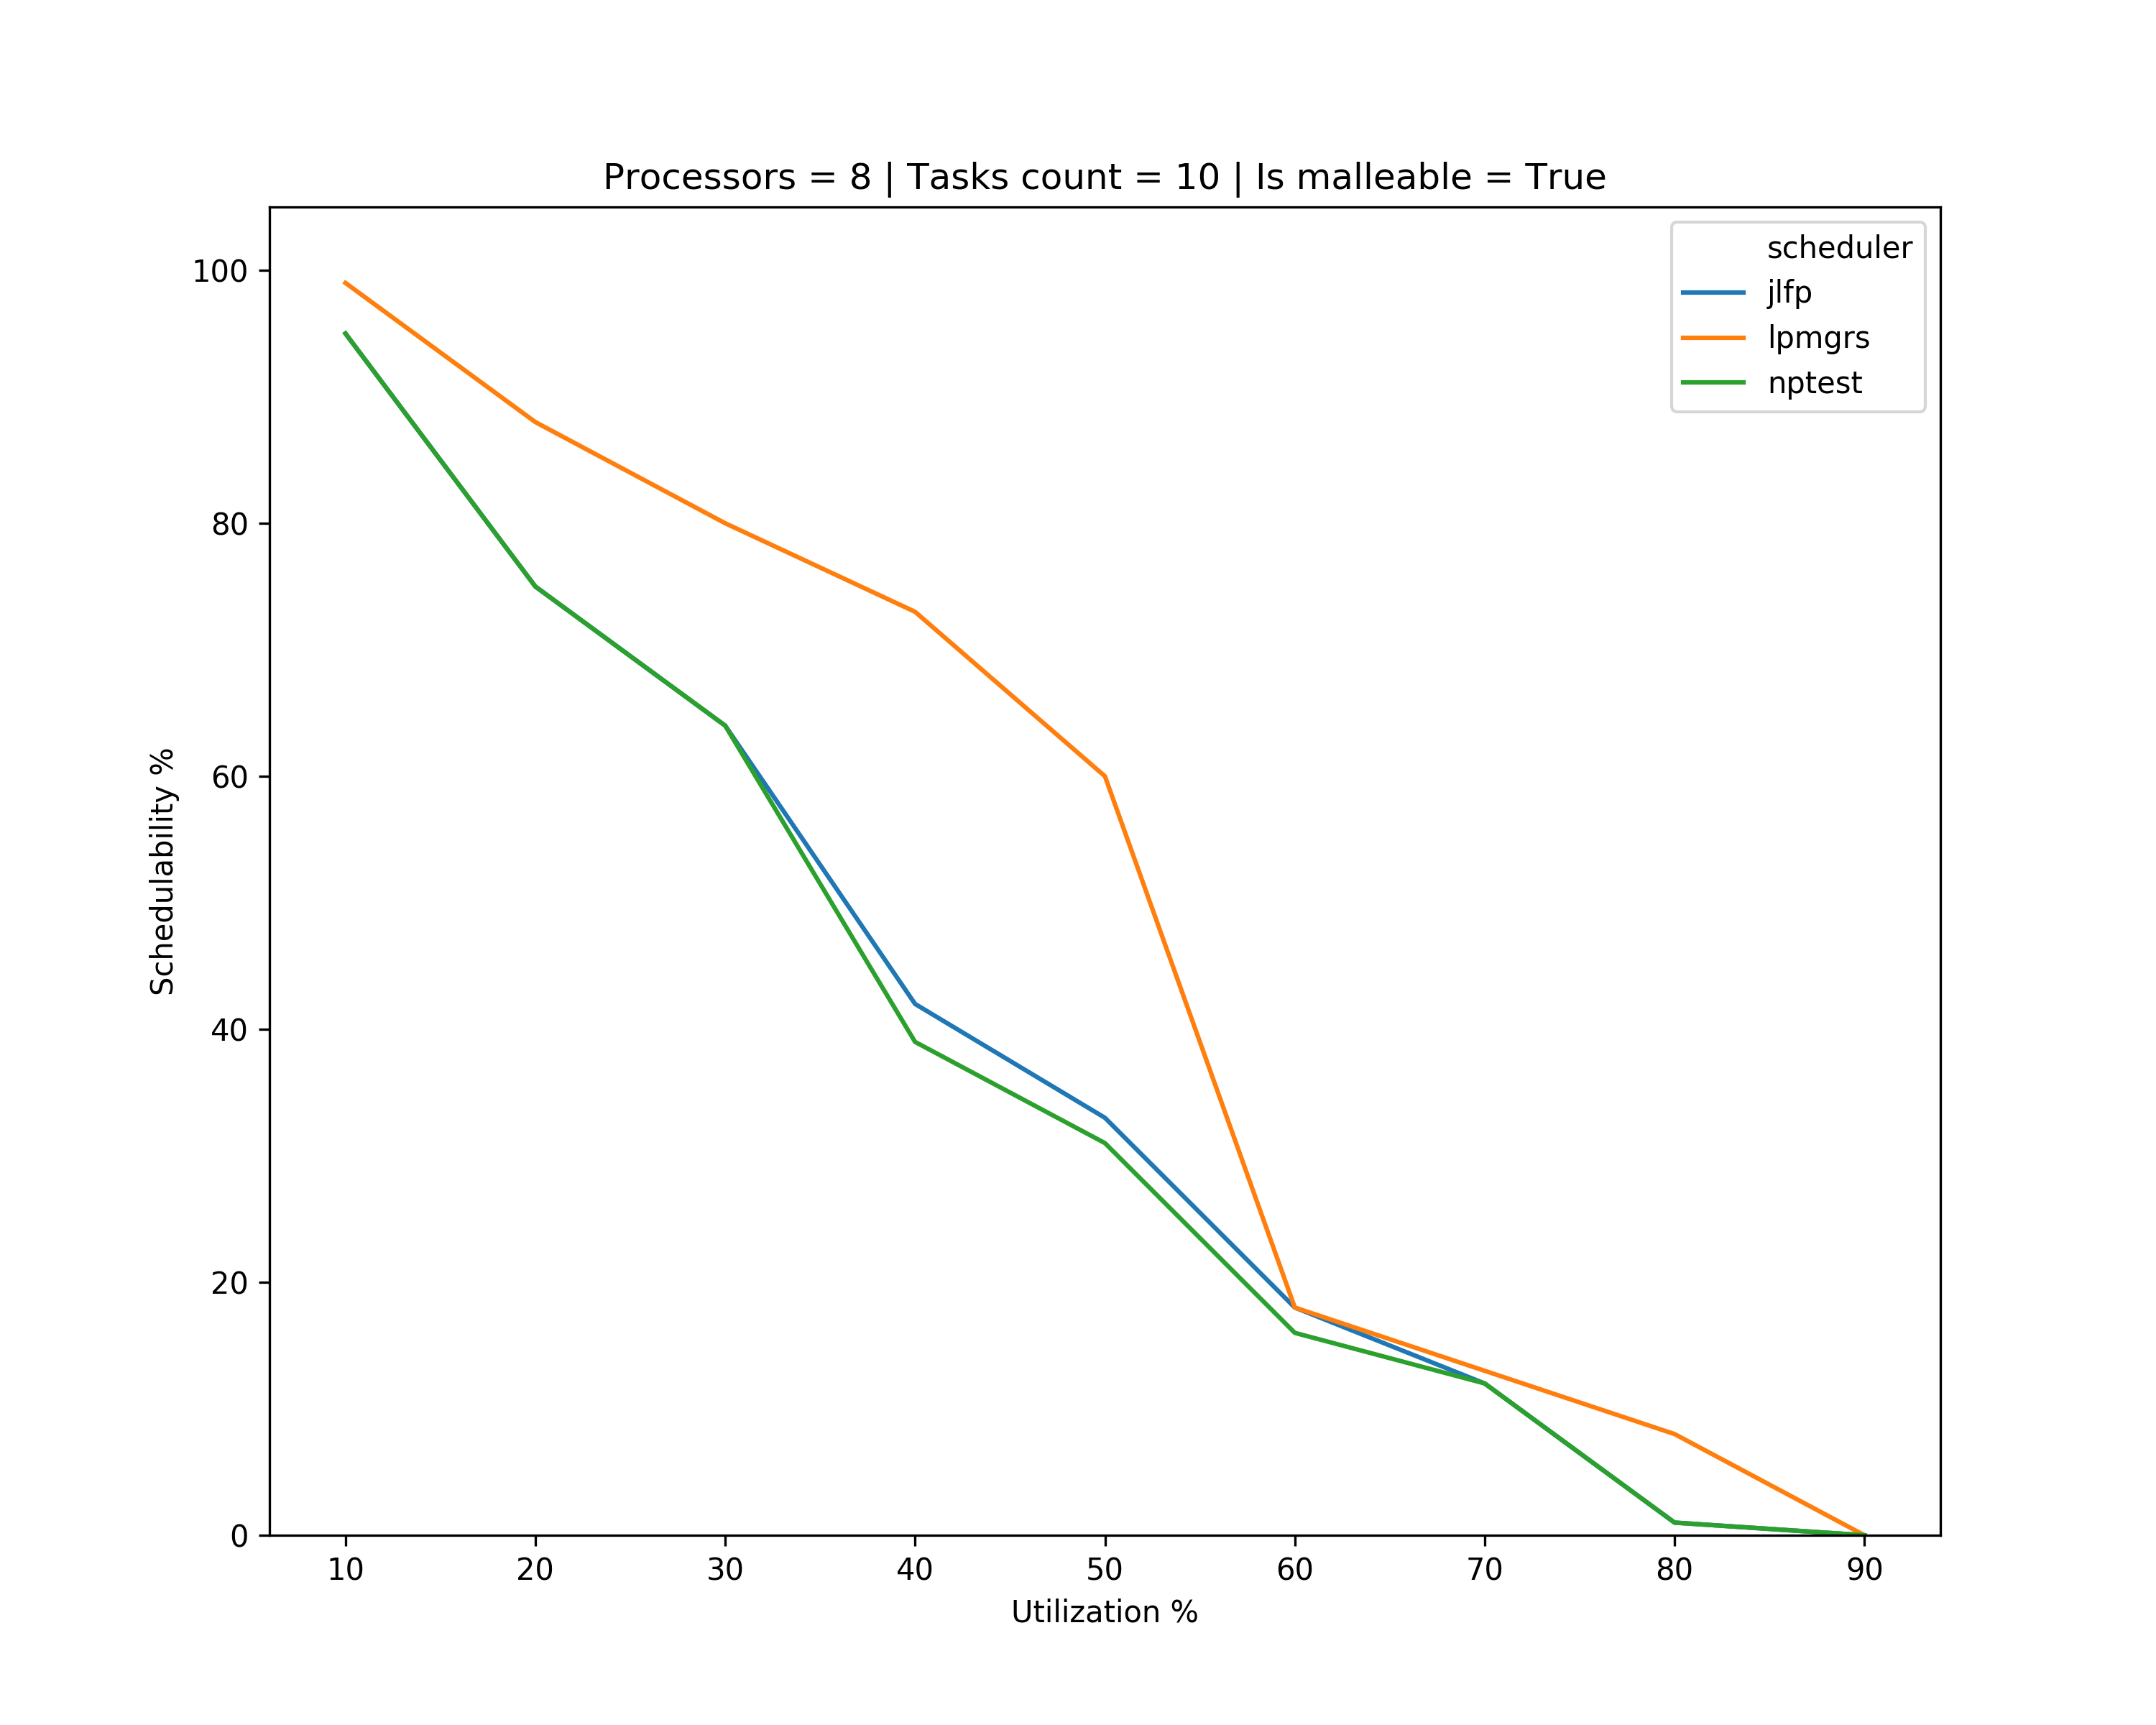 Processors = 8 | Tasks count = 10 | Is malleable = True
scheduler
jlfp
lpmgrs
nptest
Schedulability %
100
80
60
40
20
0
10 20 30 40 50 60 70 80 90
Utilization %